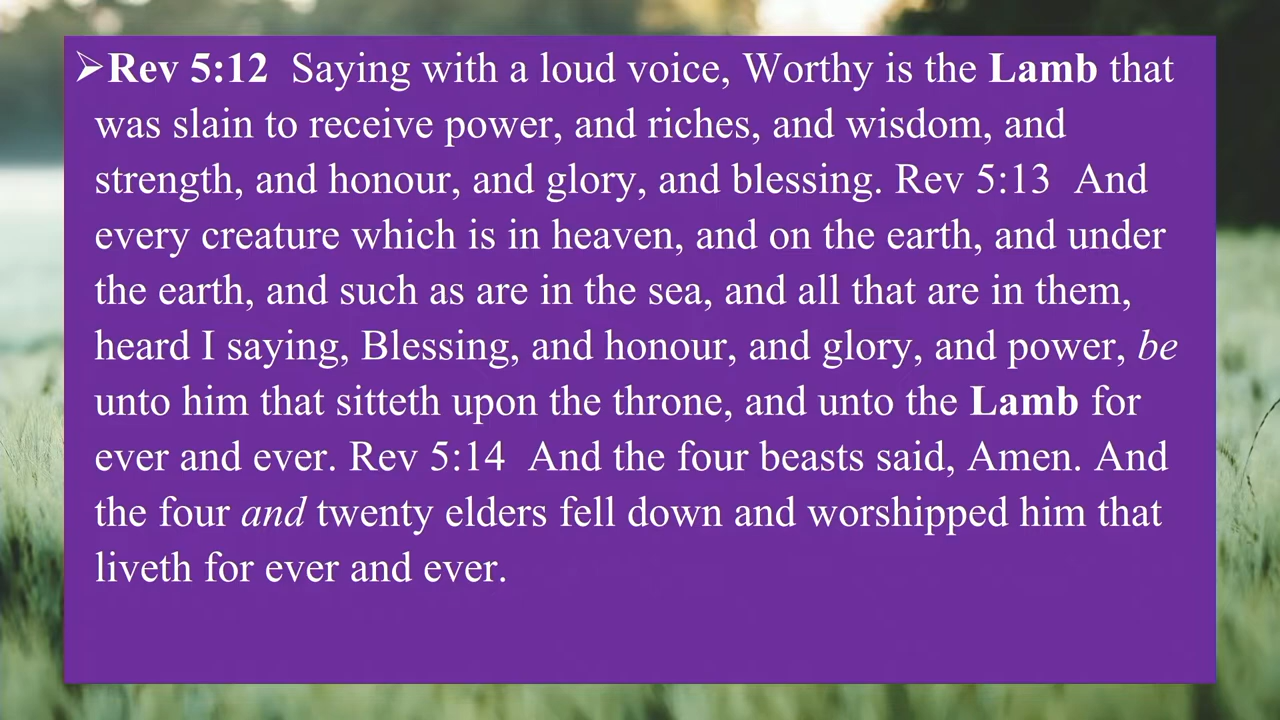 ➢Rev 5:12  Saying with a loud voice, Worthy is the Lamb that
was slain to receive power, and riches, and wisdom, and
strength, and honour, and glory, and blessing. Rev 5:13  And
every creature which is in heaven, and on the earth, and under
the earth, and such as are in the sea, and all that are in them,
heard I saying, Blessing, and honour, and glory, and power, be
unto him that sitteth upon the throne, and unto the Lamb for
ever and ever. Rev 5:14  And the four beasts said, Amen. And
the four and twenty elders fell down and worshipped him that
liveth for ever and ever.